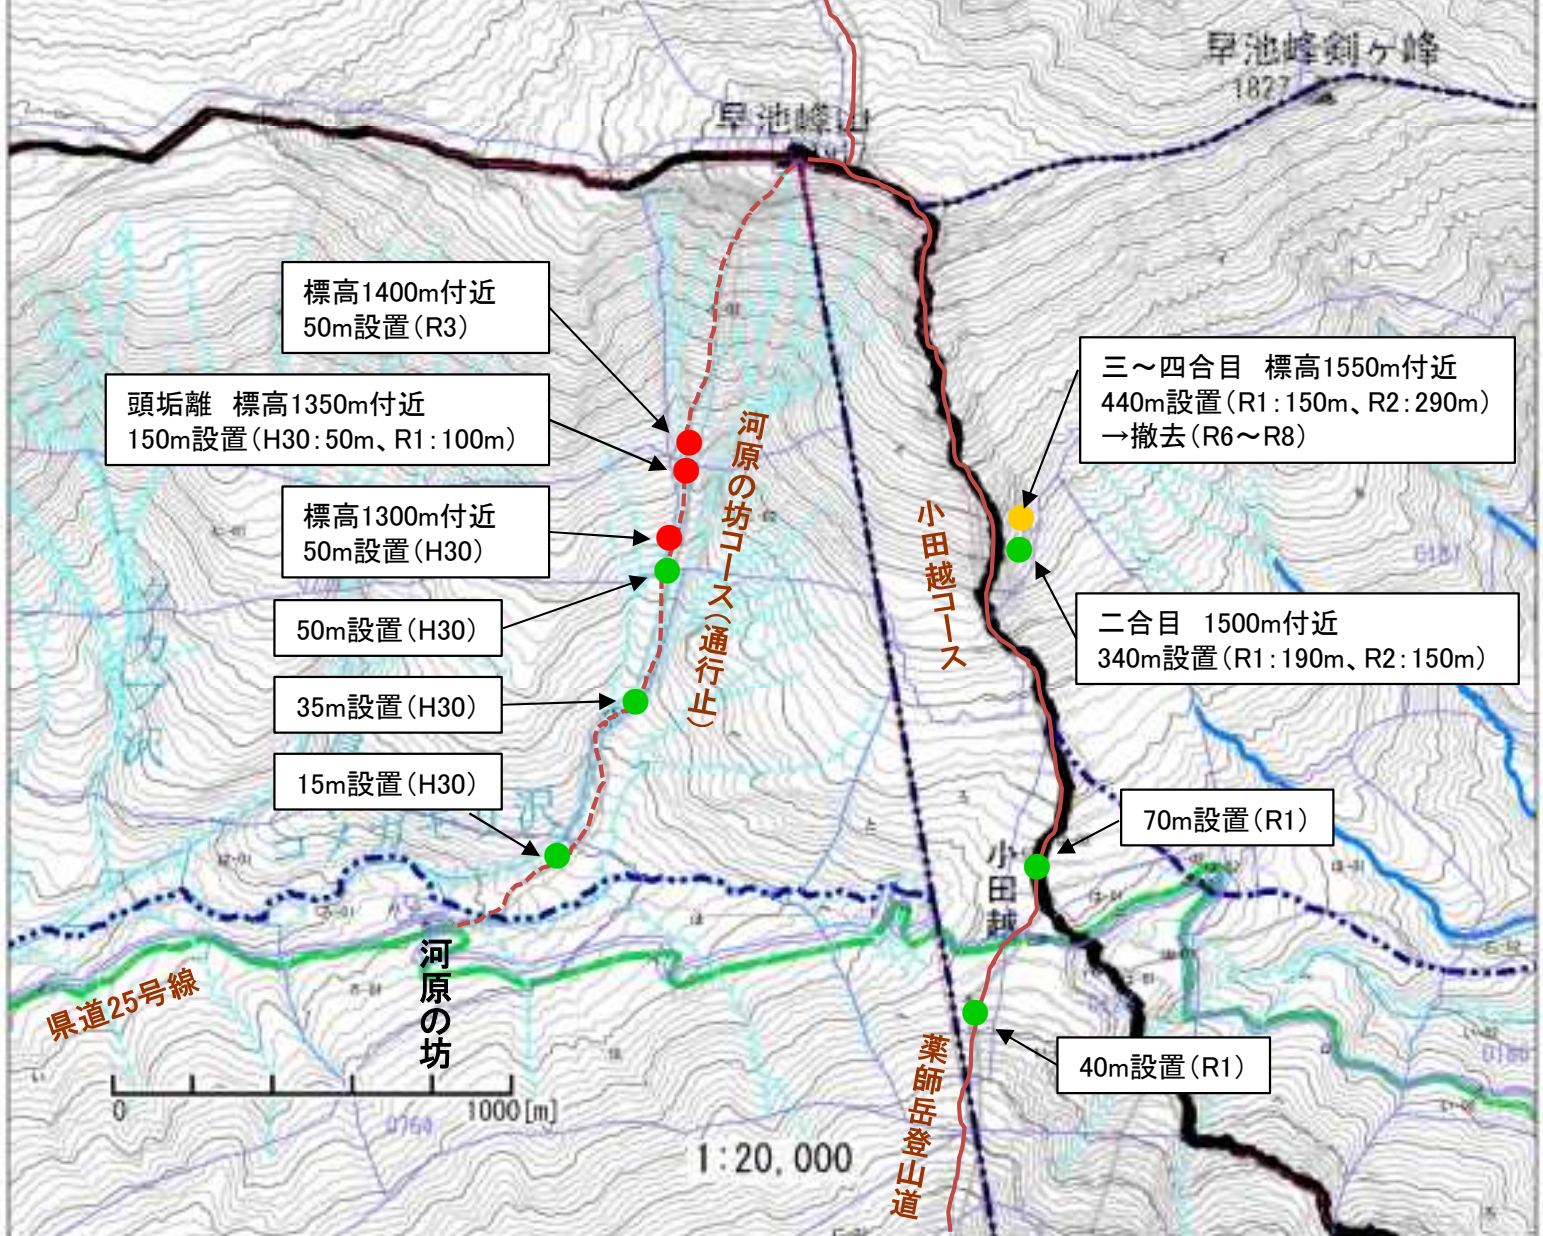 早池峰剣ヶ峰
1827
早池峰山
標高1400m付近
50m設置(R3)
頭垢離　標高1350m付近
150m設置(H30:50m、R1:100m)
標高1300m付近
50m設置(H30)
50m設置(H30)
35m設置(H30)
15m設置(H30)
河原の坊コース(通行止)
小田越コース
三～四合目　標高1550m付近
440m設置(R1:150m、R2:290m)
→撤去(R6～R8)
二合目　1500m付近
340m設置(R1:190m、R2:150m)
70m設置(R1)
小田越
県道25号線
河原の坊
40m設置(R1)
薬師岳登山道
0　1000[m]
1:20,000